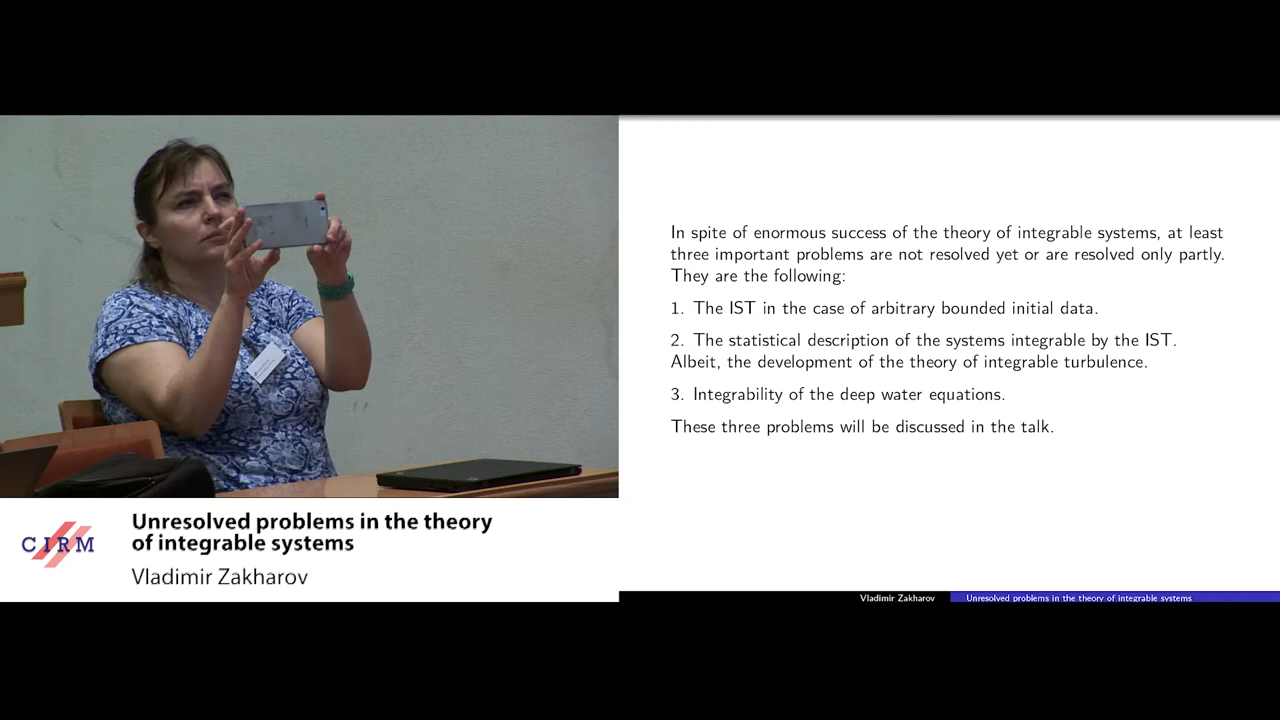 In spite of enormous success of the theory of integrable systems, at least
three important problems are not resolved yet or are resolved only partly.
They are the following:
1. The IST in the case of arbitrary bounded initial data.
2. The statistical description of the systems integrable by the IST.
Albeit, the development of the theory of integrable turbulence.
3. Integrability of the deep water equations.
These three problems will be discussed in the talk.
CIRM
Unresolved problems in the theory
of integrable systems
Vladimir Zakharov
Vladimir Zakharov
Unresolved problems in the theory of integrable systems